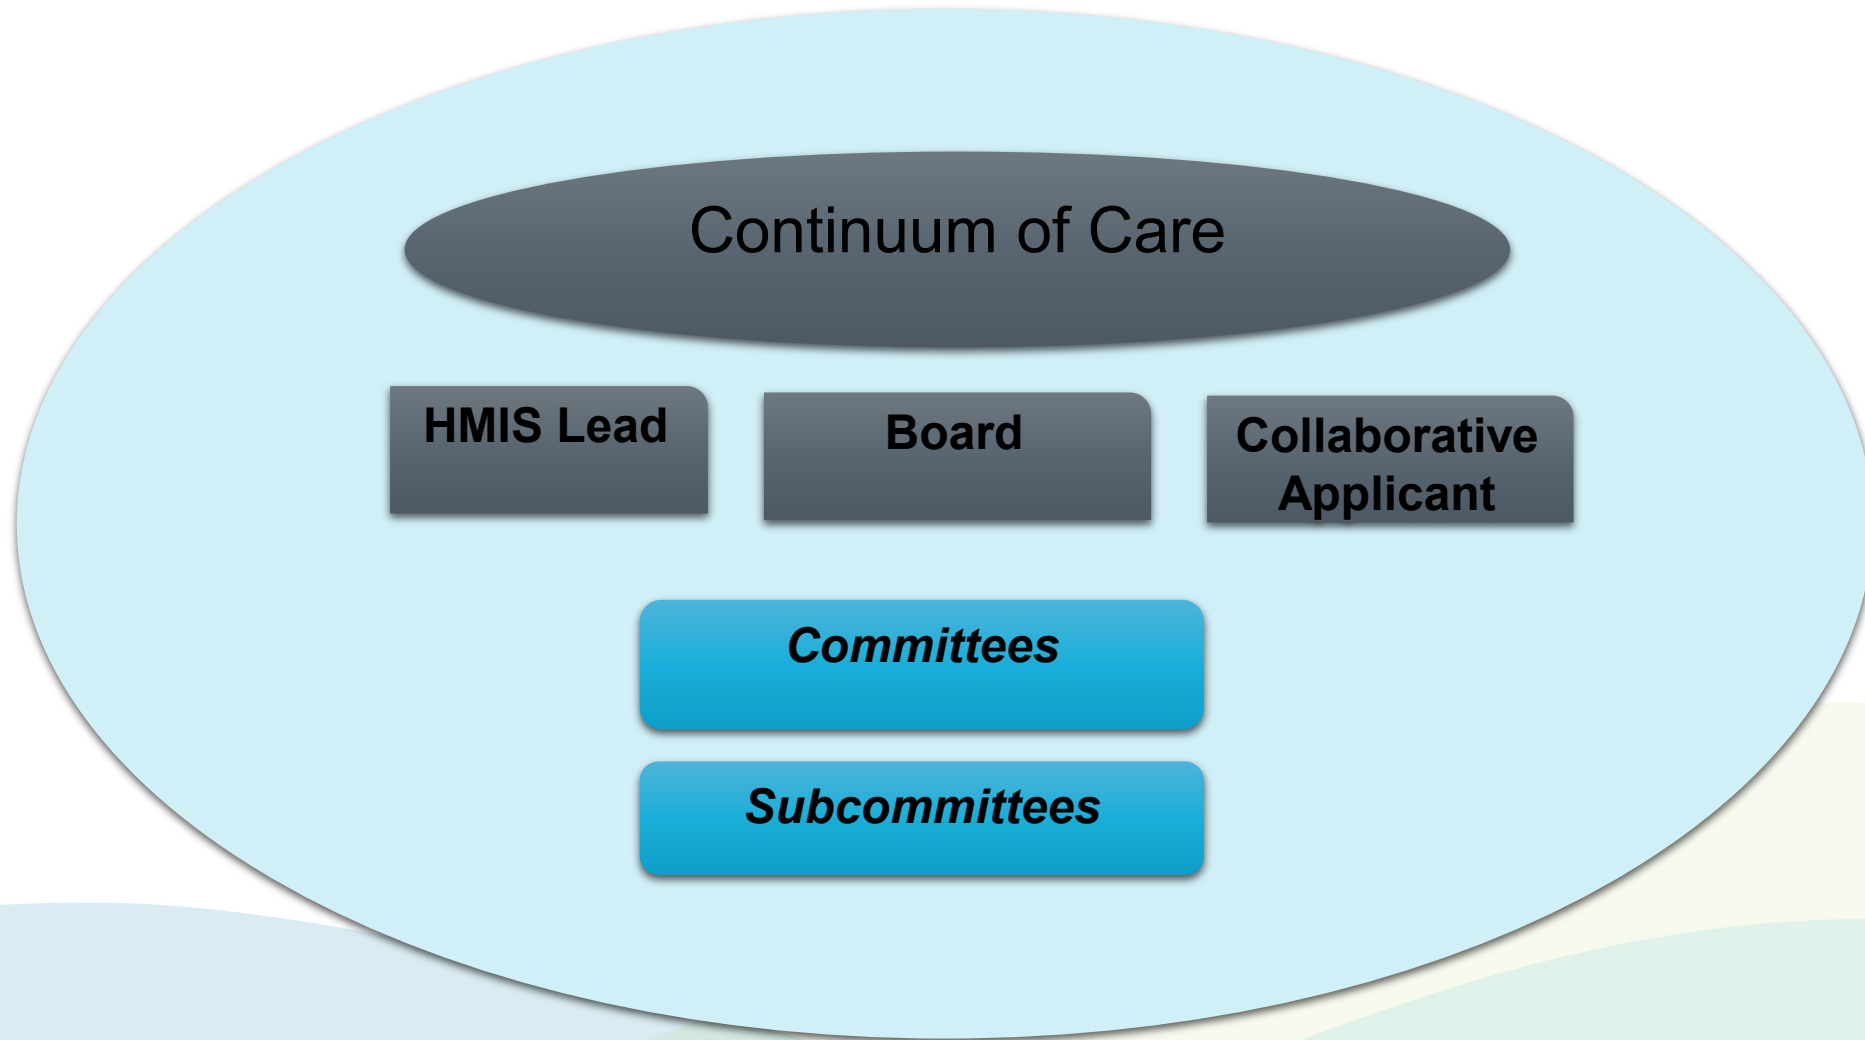 Continuum of Care
HMIS Lead
Board
Collaborative
Applicant
Committees
Subcommittees